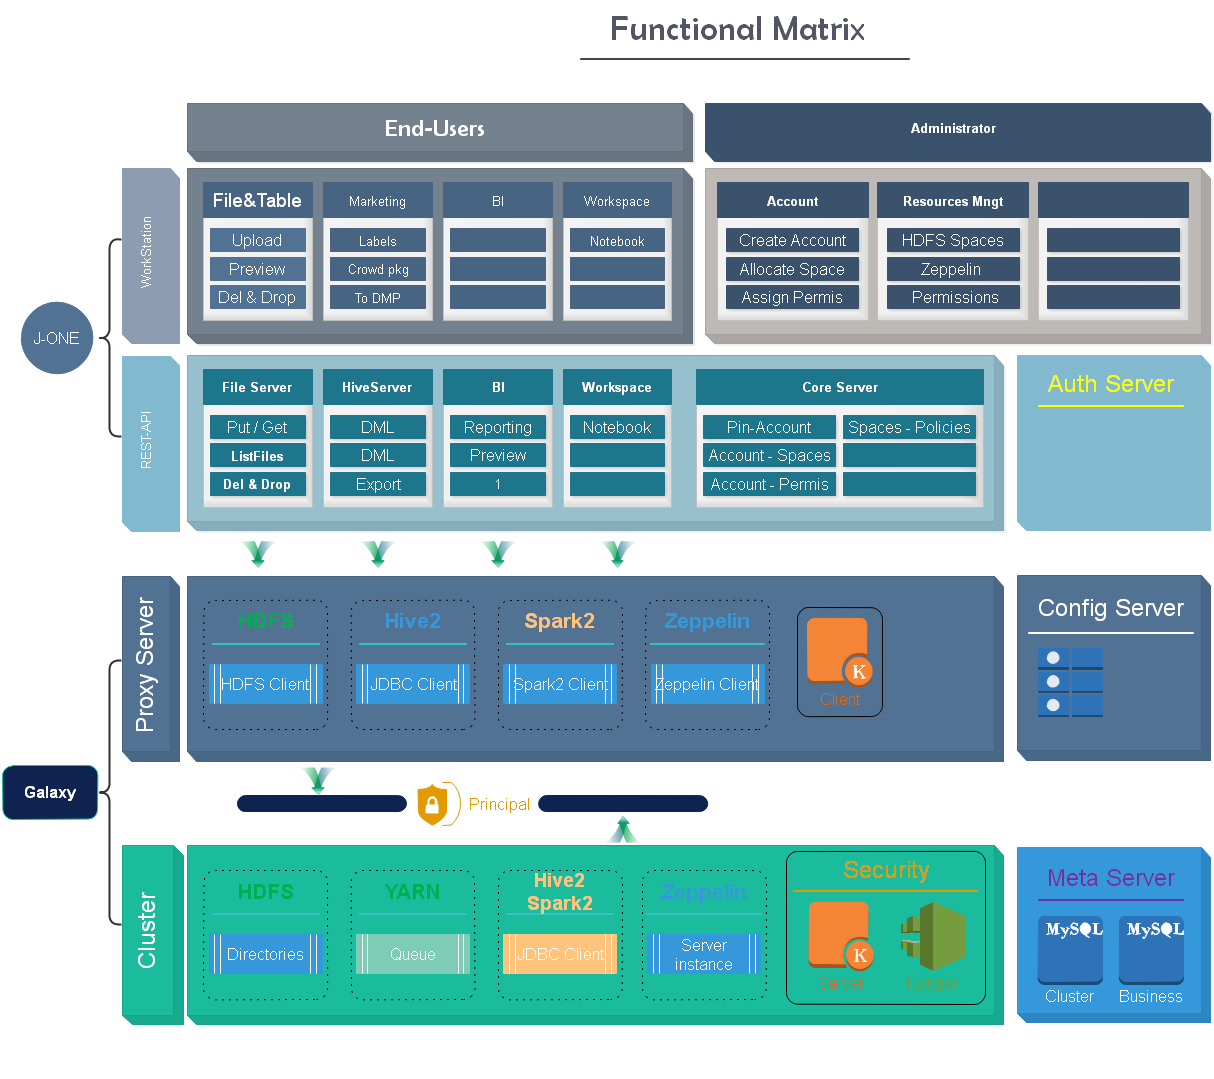 Functional Matrix
End-Users
Administrator
WorkStation
File&Table
Marketing
BI
Workspace
Upload
Labels
Notebook
Preview
Crowd pkg
Del & Drop
To DMP
Account
Resources Mngt
Create Account
HDFS Spaces
Allocate Space
Zeppelin
Assign Permis
Permissions
J-ONE
REST-API
File Server
HiveServer
BI
Workspace
Core Server
Put / Get
DML
Reporting
Notebook
Pin-Account
Spaces - Policies
ListFiles
DML
Preview
Account - Spaces
Del & Drop
Export
1
Account - Permis
Auth Server
Proxy Server
HDFS
Hive2
Spark2
Zeppelin
HDFS Client
JDBC Client
Spark2 Client
Zeppelin Client
K
Client
Config Server
Galaxy
Principal
Cluster
HDFS
YARN
Hive2
Spark2
Zeppelin
Directories
Queue
JDBC Client
Server
instance
Security
K
Server
Ranger
Meta Server
MySQL
MySQL
Cluster
Business